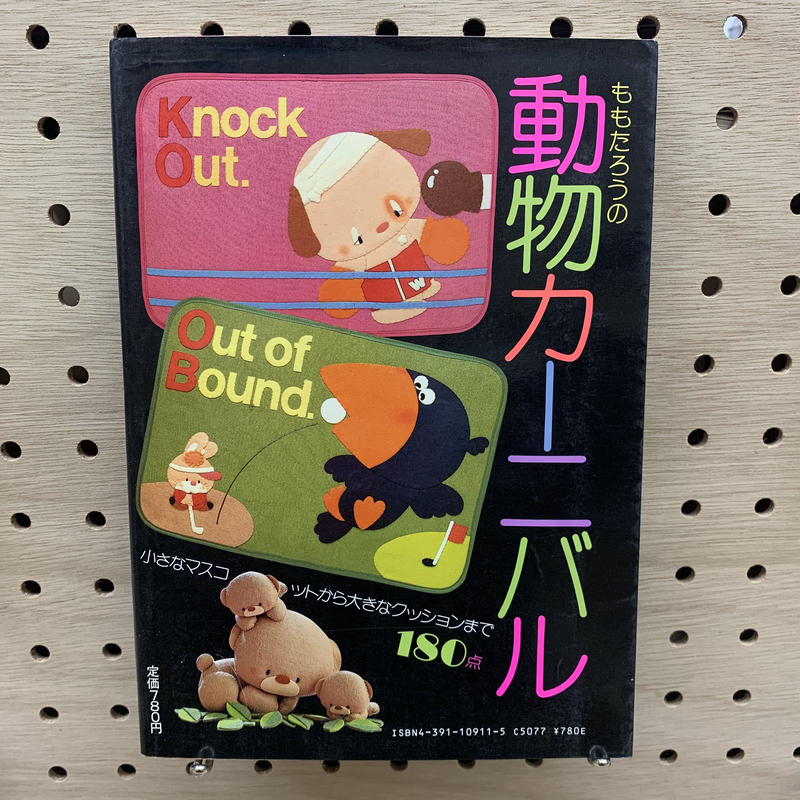 ももたろうの
動物カーニバル
Knock
Out.
Out of
Bound.
W
小さなマスコットから大きなクッションまで
180点
定価780円
ISBN4-391-10911-5 C5077 ¥780E